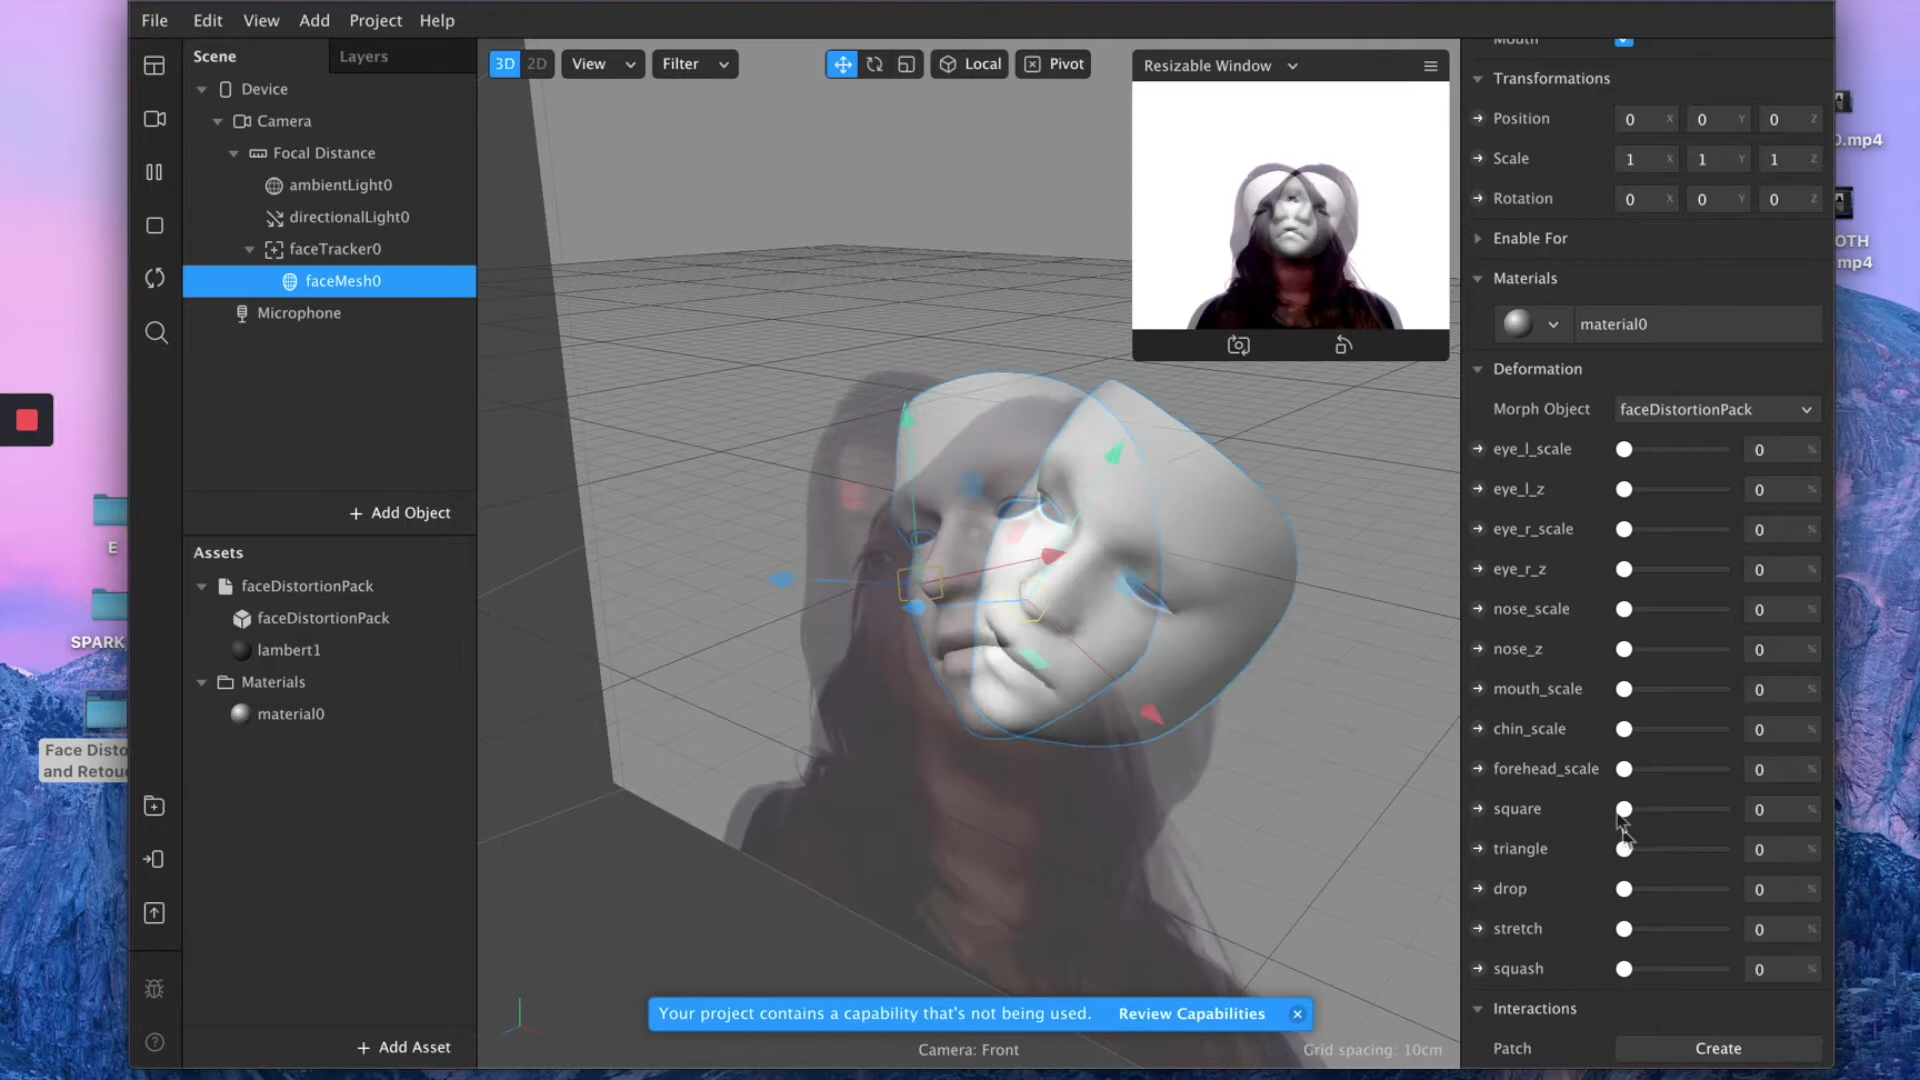 File Edit View Add Project Help
Scene
Layers
Device
Camera
Focal Distance
ambientLight0
directionalLight0
faceTracker0
faceMesh0
Microphone
+ Add Object
Assets
faceDistortionPack
faceDistortionPack
lambert1
Materials
material0
+ Add Asset
3D 2D View Filter Local Pivot
Resizable Window
Your project contains a capability that's not being used. Review Capabilities
Camera: Front
Grid spacing: 10cm
Mouth
Transformations
Position 0 X 0 Y 0 Z
Scale 1 X 1 Y 1 Z
Rotation 0 X 0 Y 0 Z
Enable For
Materials
material0
Deformation
Morph Object faceDistortionPack
eye_l_scale 0 %
eye_l_z 0 %
eye_r_scale 0 %
eye_r_z 0 %
nose_scale 0 %
nose_z 0 %
mouth_scale 0 %
chin_scale 0 %
forehead_scale 0 %
square 0 %
triangle 0 %
drop 0 %
stretch 0 %
squash 0 %
Interactions
Patch Create
E
SPARK
Face Disto
and Retou
0.mp4
OTH
mp4